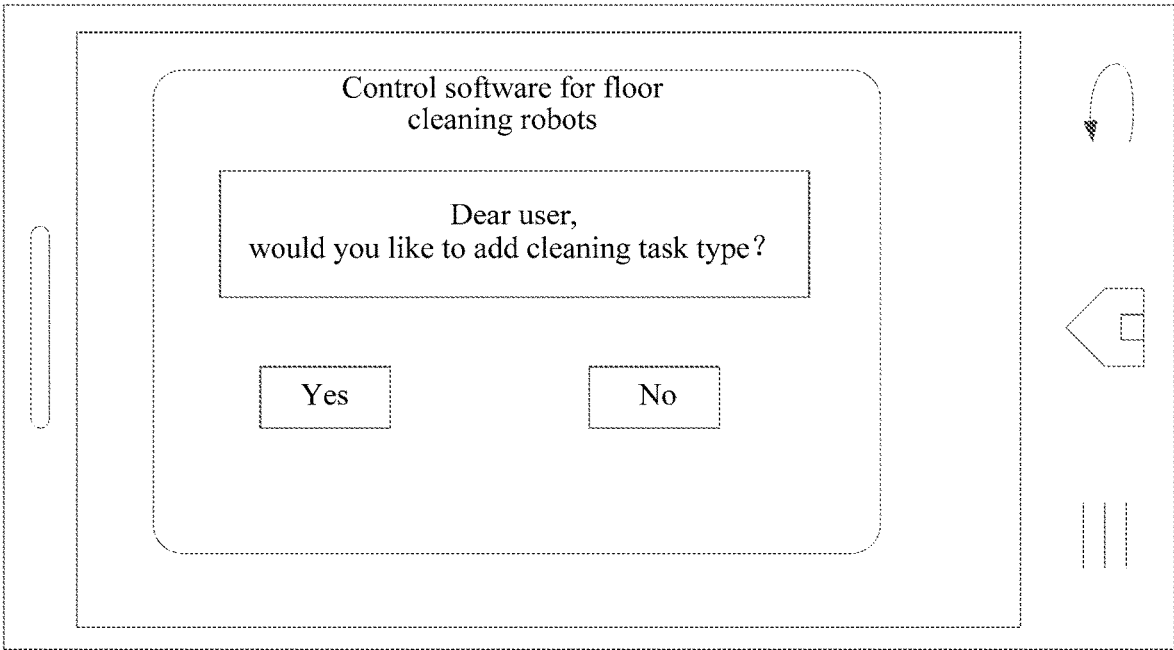 Control software for floor
cleaning robots
Dear user,
would you like to add cleaning task type?
Yes
No